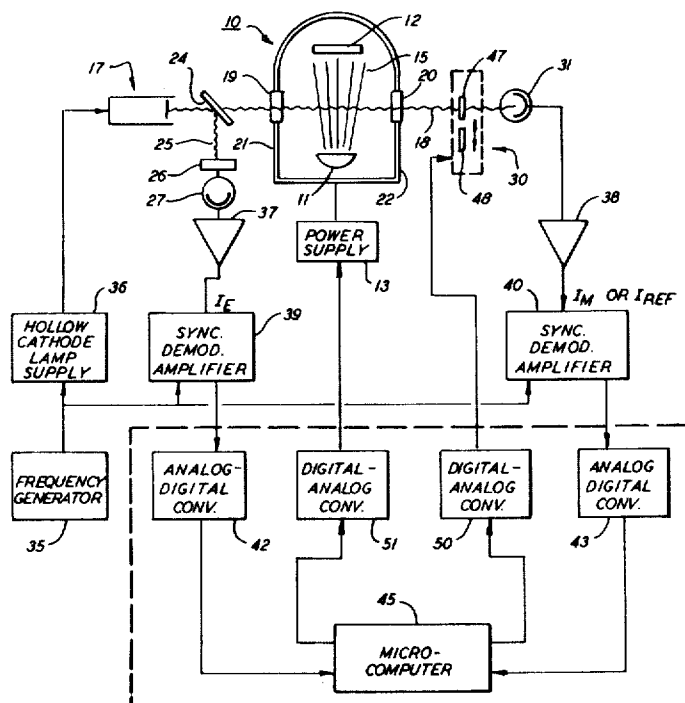 10
12
15
17
24
19
20
47
31
25
21
18
30
26
48
27
11
22
37
38
POWER
SUPPLY
13
36
HOLLOW
CATHODE
LAMP
SUPPLY
I_E
39
SYNC.
DEMOD.
AMPLIFIER
40
I_M OR I_REF
SYNC.
DEMOD.
AMPLIFIER
FREQUENCY
GENERATOR
35
ANALOG-
DIGITAL
CONV.
42
DIGITAL-
ANALOG
CONV.
51
DIGITAL-
ANALOG
CONV.
50
ANALOG
DIGITAL
CONV.
43
45
MICRO-
COMPUTER